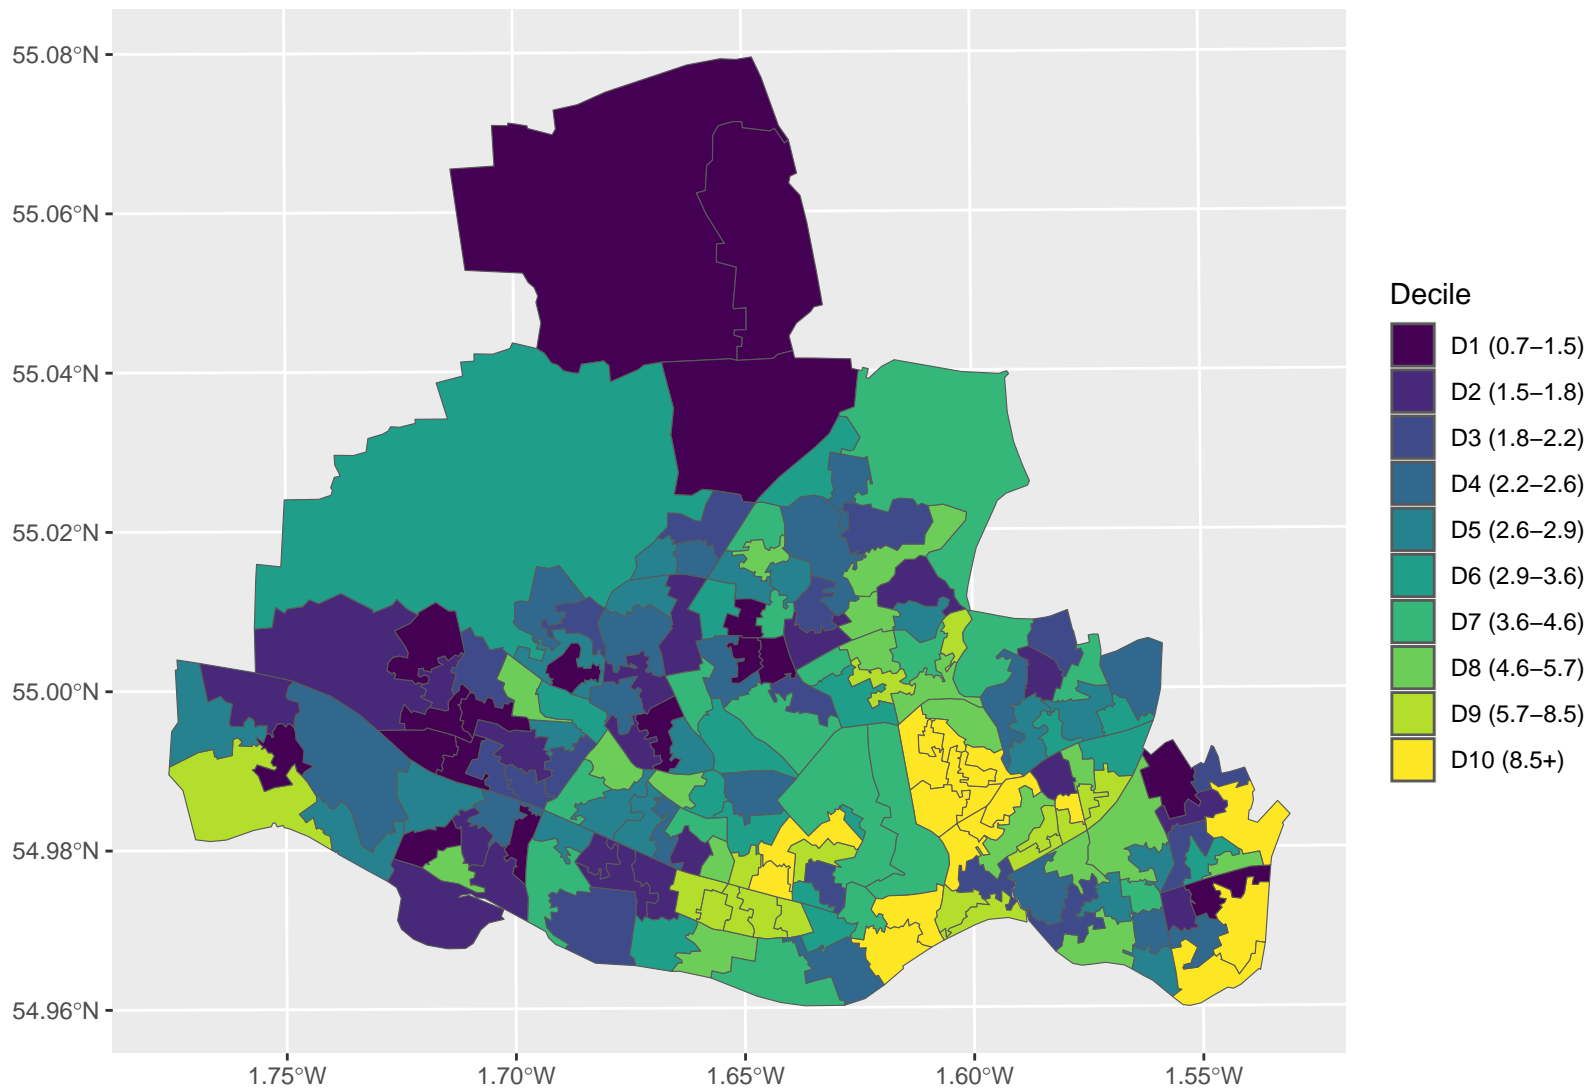 55.08°N
55.06°N
55.04°N
55.02°N
55.00°N
54.98°N
54.96°N
1.75°W
1.70°W
1.65°W
1.60°W
1.55°W
Decile
D1 (0.7–1.5)
D2 (1.5–1.8)
D3 (1.8–2.2)
D4 (2.2–2.6)
D5 (2.6–2.9)
D6 (2.9–3.6)
D7 (3.6–4.6)
D8 (4.6–5.7)
D9 (5.7–8.5)
D10 (8.5+)